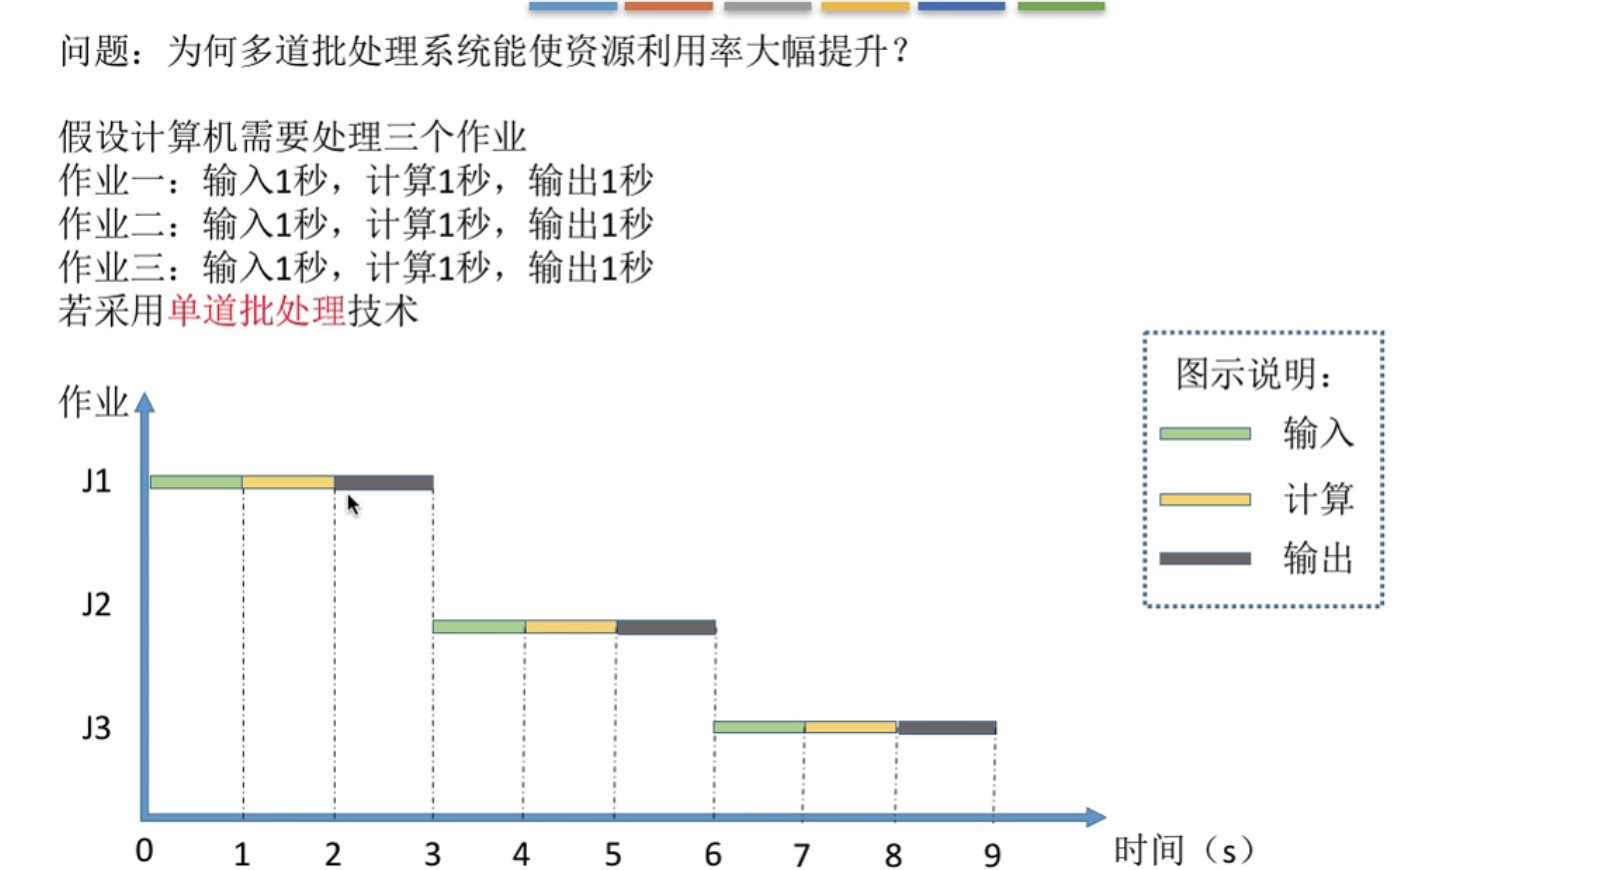 问题：为何多道批处理系统能使资源利用率大幅提升？
假设计算机需要处理三个作业
作业一：输入1秒，计算1秒，输出1秒
作业二：输入1秒，计算1秒，输出1秒
作业三：输入1秒，计算1秒，输出1秒
若采用单道批处理技术
图示说明：
输入
计算
输出
作业
J1
J2
J3
0 1 2 3 4 5 6 7 8 9 时间（s）